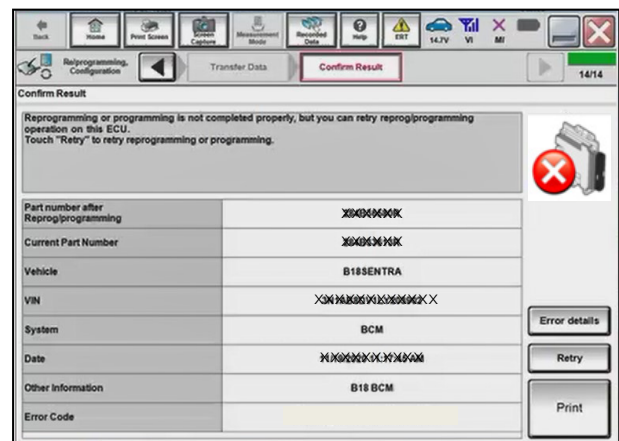 Back
Home
Print Screen
Screen Capture
Measurement Mode
Recorded Data
Help
ERT
14.7V
VI
MI
Re/programming, Configuration
Transfer Data
Confirm Result
14/14
Confirm Result
Reprogramming or programming is not completed properly, but you can retry reprog/programming
operation on this ECU.
Touch "Retry" to retry reprogramming or programming.
Part number after
Reprog/programming
Current Part Number
Vehicle
B18SENTRA
VIN
System
BCM
Date
Other Information
B18 BCM
Error Code
Error details
Retry
Print